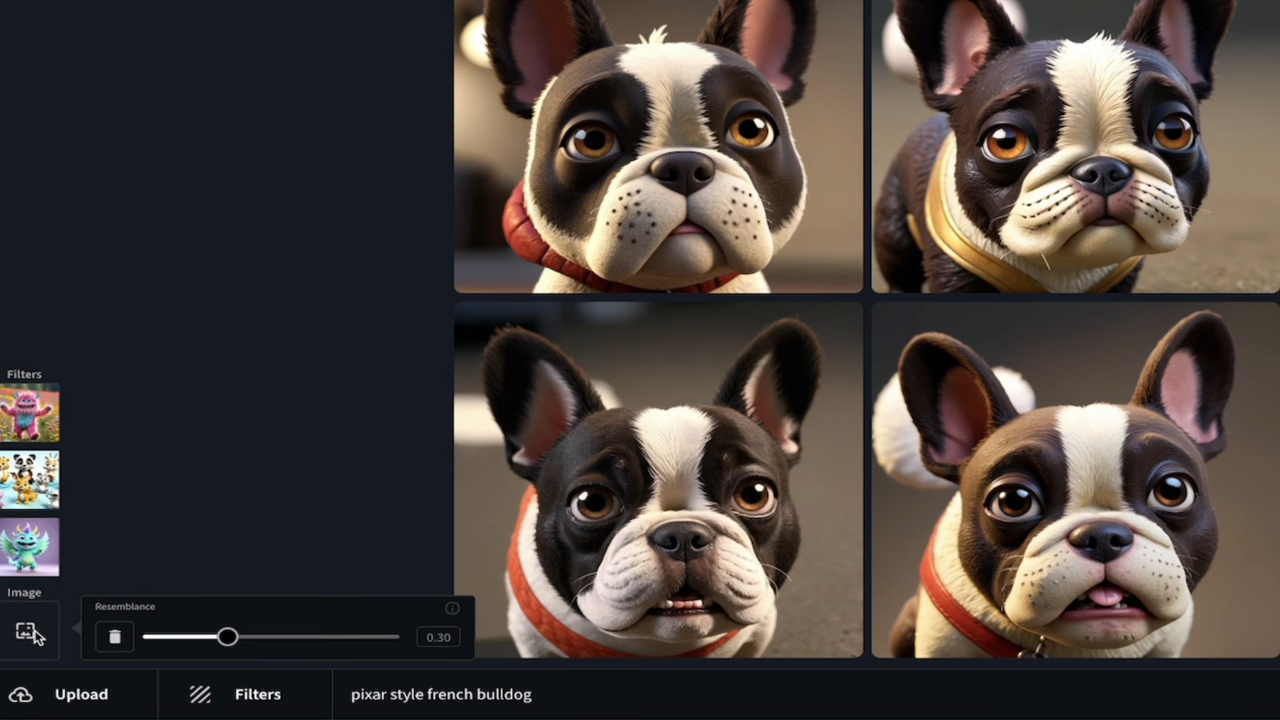 Filters
Image
Resemblance
0.30
Upload
Filters
pixar style french bulldog